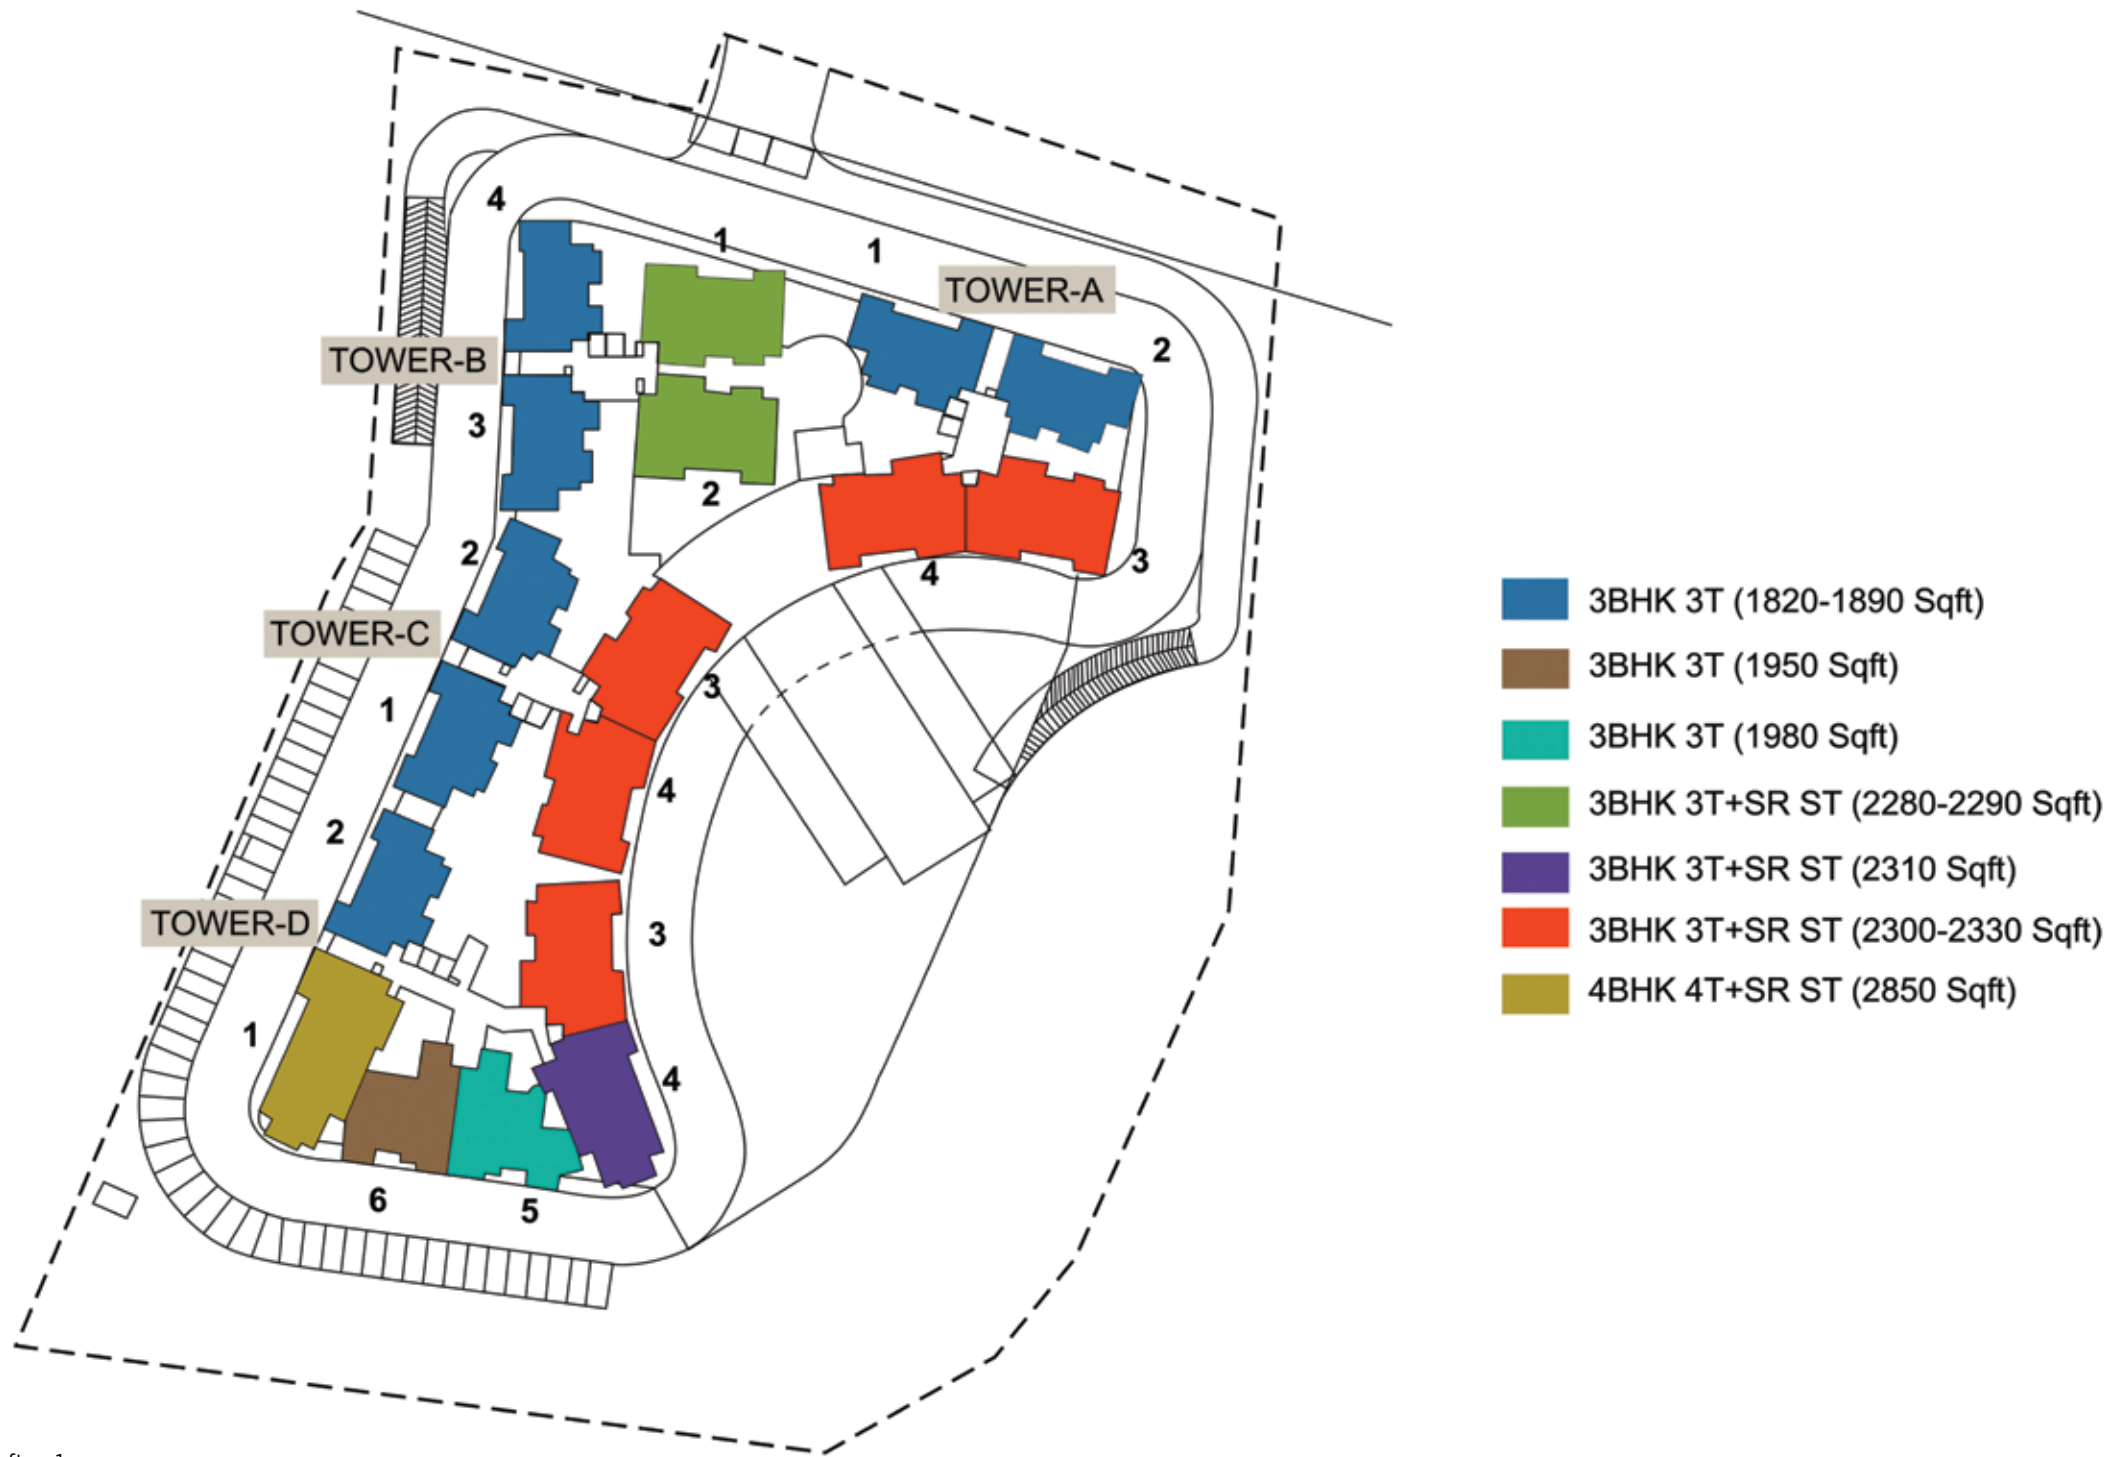 4
1
1
TOWER-A
2
TOWER-B
3
2
2
3
4
TOWER-C
1
3
4
2
TOWER-D
3
1
4
6
5
3BHK 3T (1820-1890 Sqft)
3BHK 3T (1950 Sqft)
3BHK 3T (1980 Sqft)
3BHK 3T+SR ST (2280-2290 Sqft)
3BHK 3T+SR ST (2310 Sqft)
3BHK 3T+SR ST (2300-2330 Sqft)
4BHK 4T+SR ST (2850 Sqft)